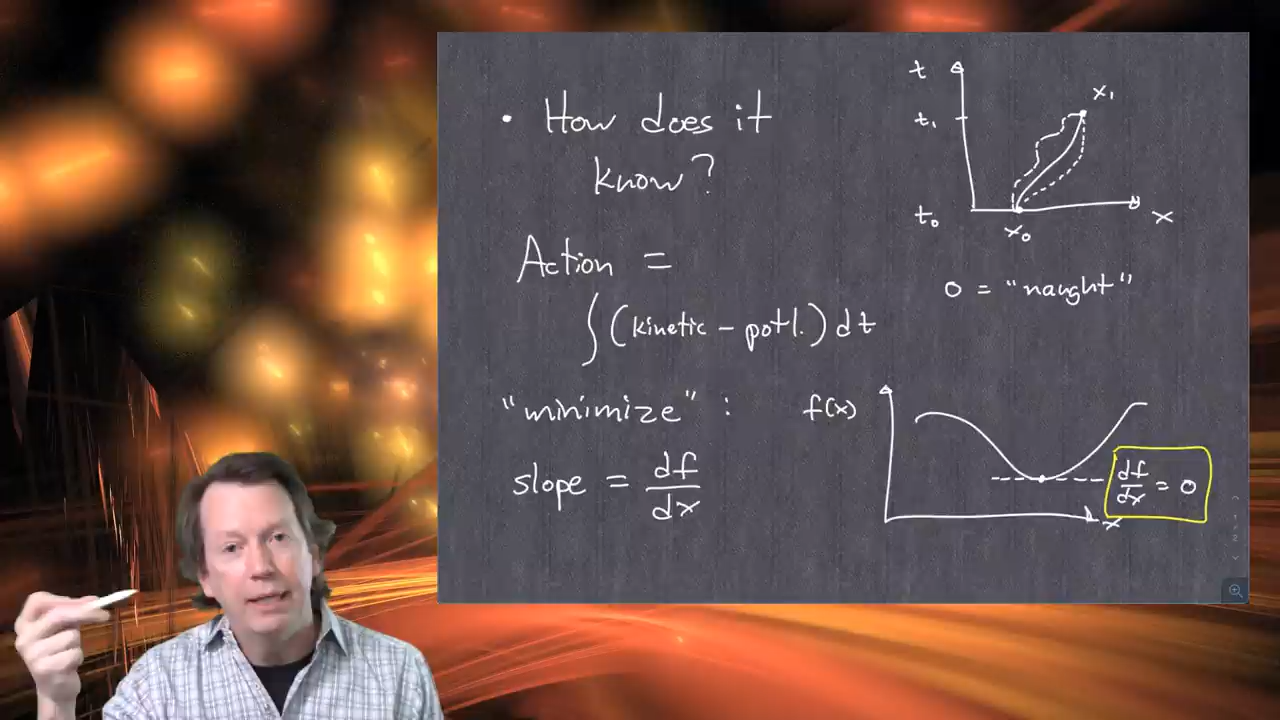 • How does it
know?
Action =
∫(kinetic - potl.) dt
"minimize" :
slope = df/dx
t
t₁
t₀
x₁
x₀
x
0 = "naught"
f(x)
df/dx = 0
x